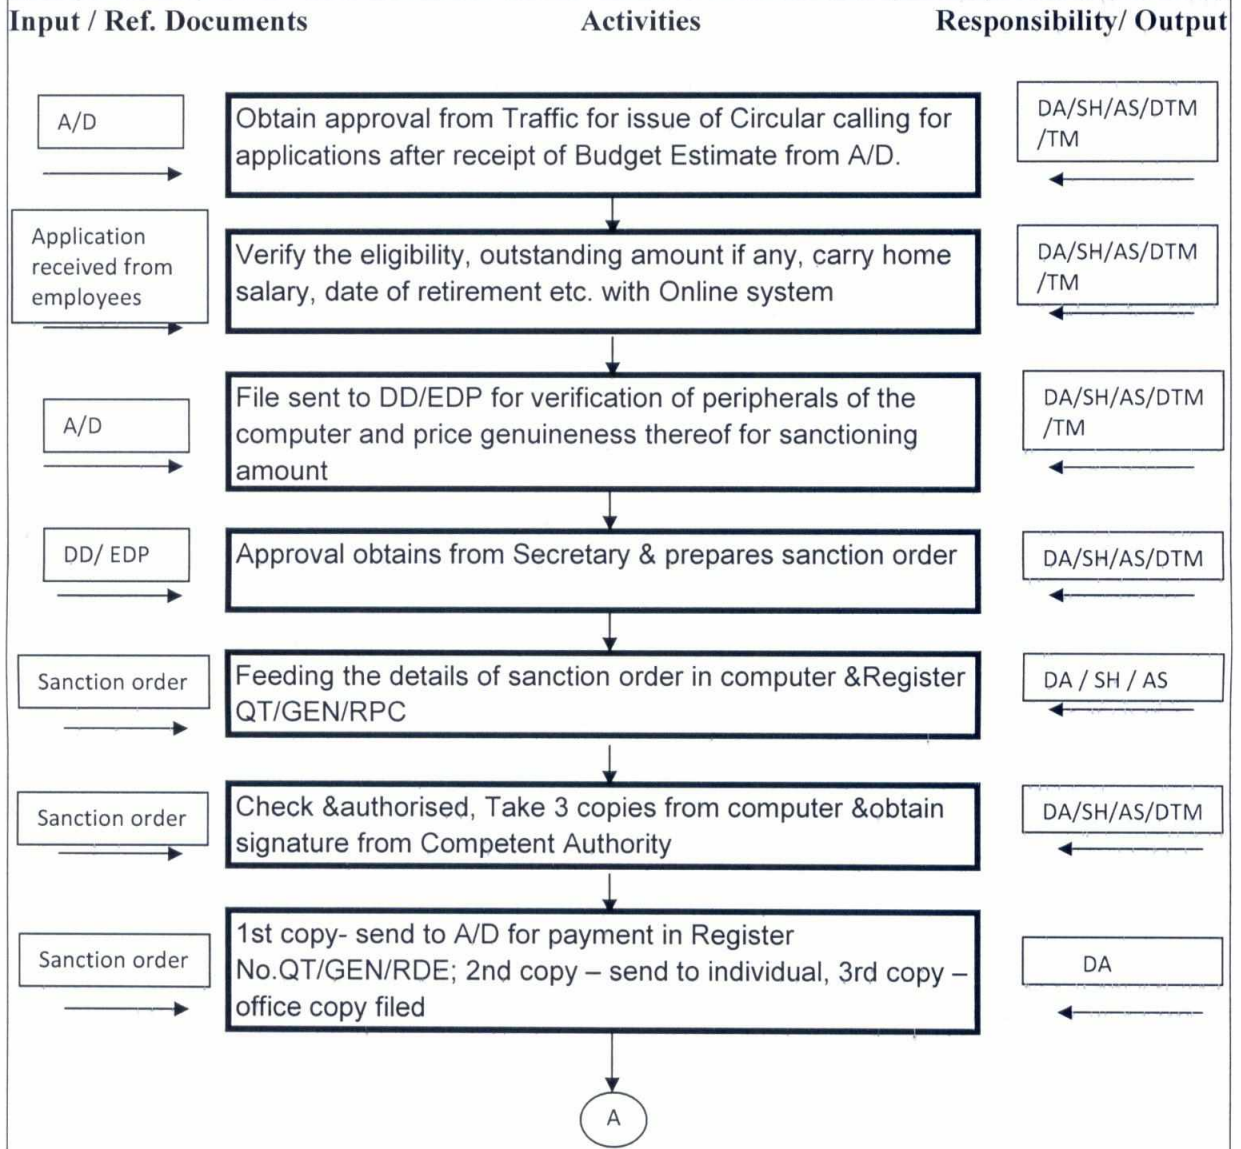 Input / Ref. Documents Activities Responsibility/ Output
A/D
Obtain approval from Traffic for issue of Circular calling for
applications after receipt of Budget Estimate from A/D.
DA/SH/AS/DTM
/TM
Application
received from
employees
Verify the eligibility, outstanding amount if any, carry home
salary, date of retirement etc. with Online system
DA/SH/AS/DTM
/TM
A/D
File sent to DD/EDP for verification of peripherals of the
computer and price genuineness thereof for sanctioning
amount
DA/SH/AS/DTM
/TM
DD/ EDP
Approval obtains from Secretary & prepares sanction order
DA/SH/AS/DTM
Sanction order
Feeding the details of sanction order in computer &Register
QT/GEN/RPC
DA / SH / AS
Sanction order
Check &authorised, Take 3 copies from computer &obtain
signature from Competent Authority
DA/SH/AS/DTM
Sanction order
1st copy- send to A/D for payment in Register
No.QT/GEN/RDE; 2nd copy – send to individual, 3rd copy –
office copy filed
DA
A